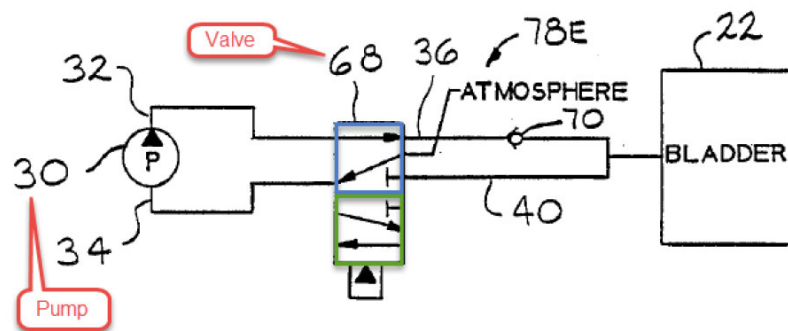 Valve
78E
22
32
68
36
ATMOSPHERE
70
30
P
BLADDER
34
40
Pump